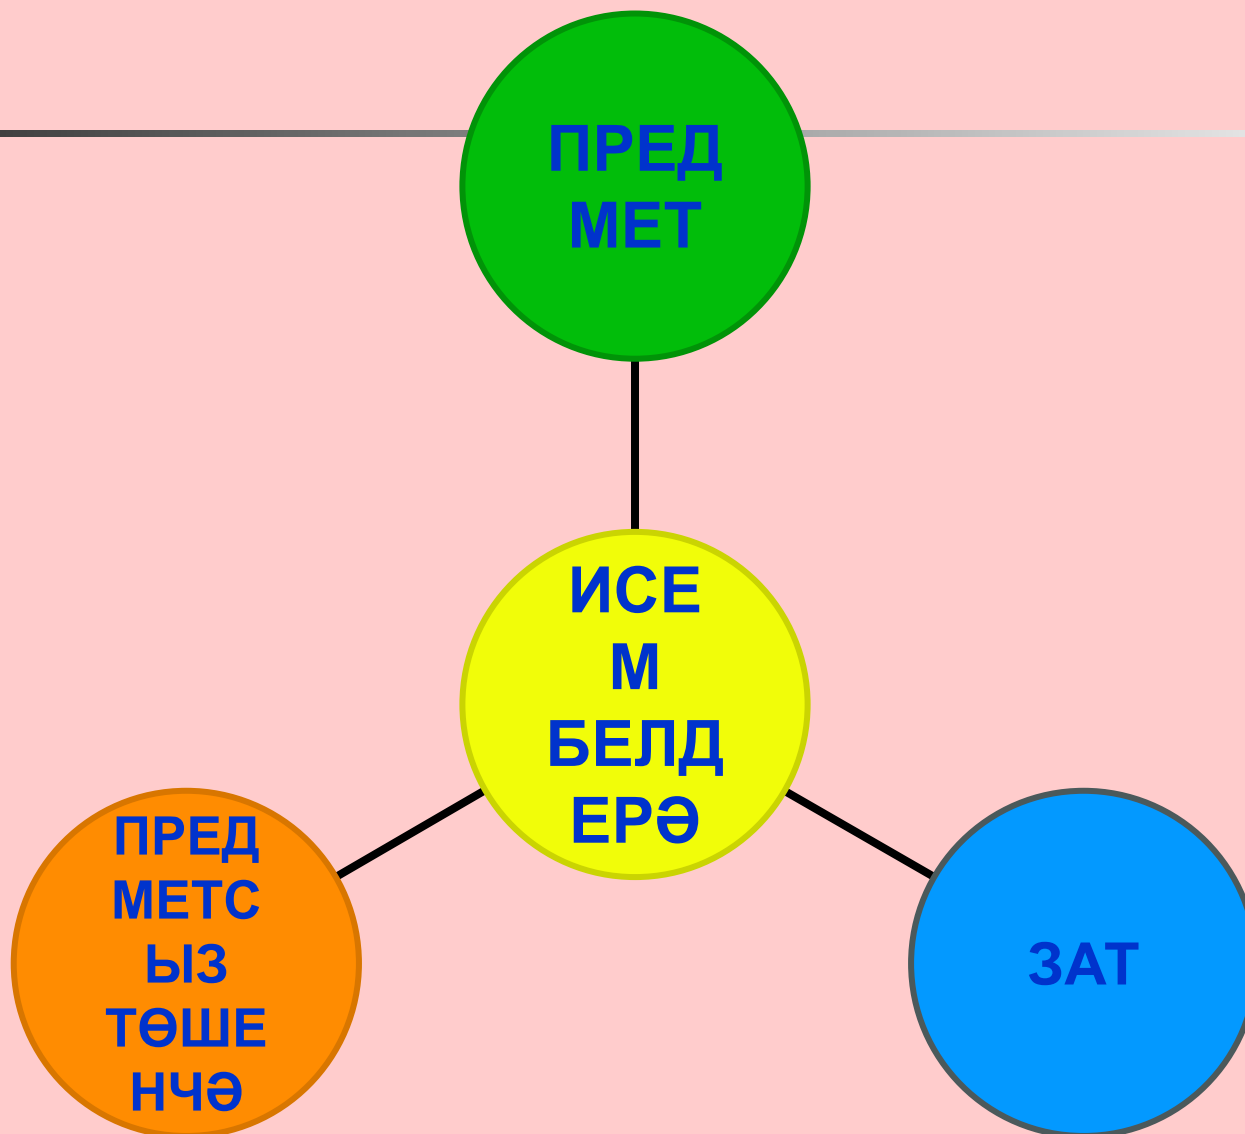 ПРЕД
МЕТ
ИСЕ
М
БЕЛД
ЕРӘ
ПРЕД
МЕТС
ЫЗ
ТӨШЕ
НЧӘ
ЗАТ